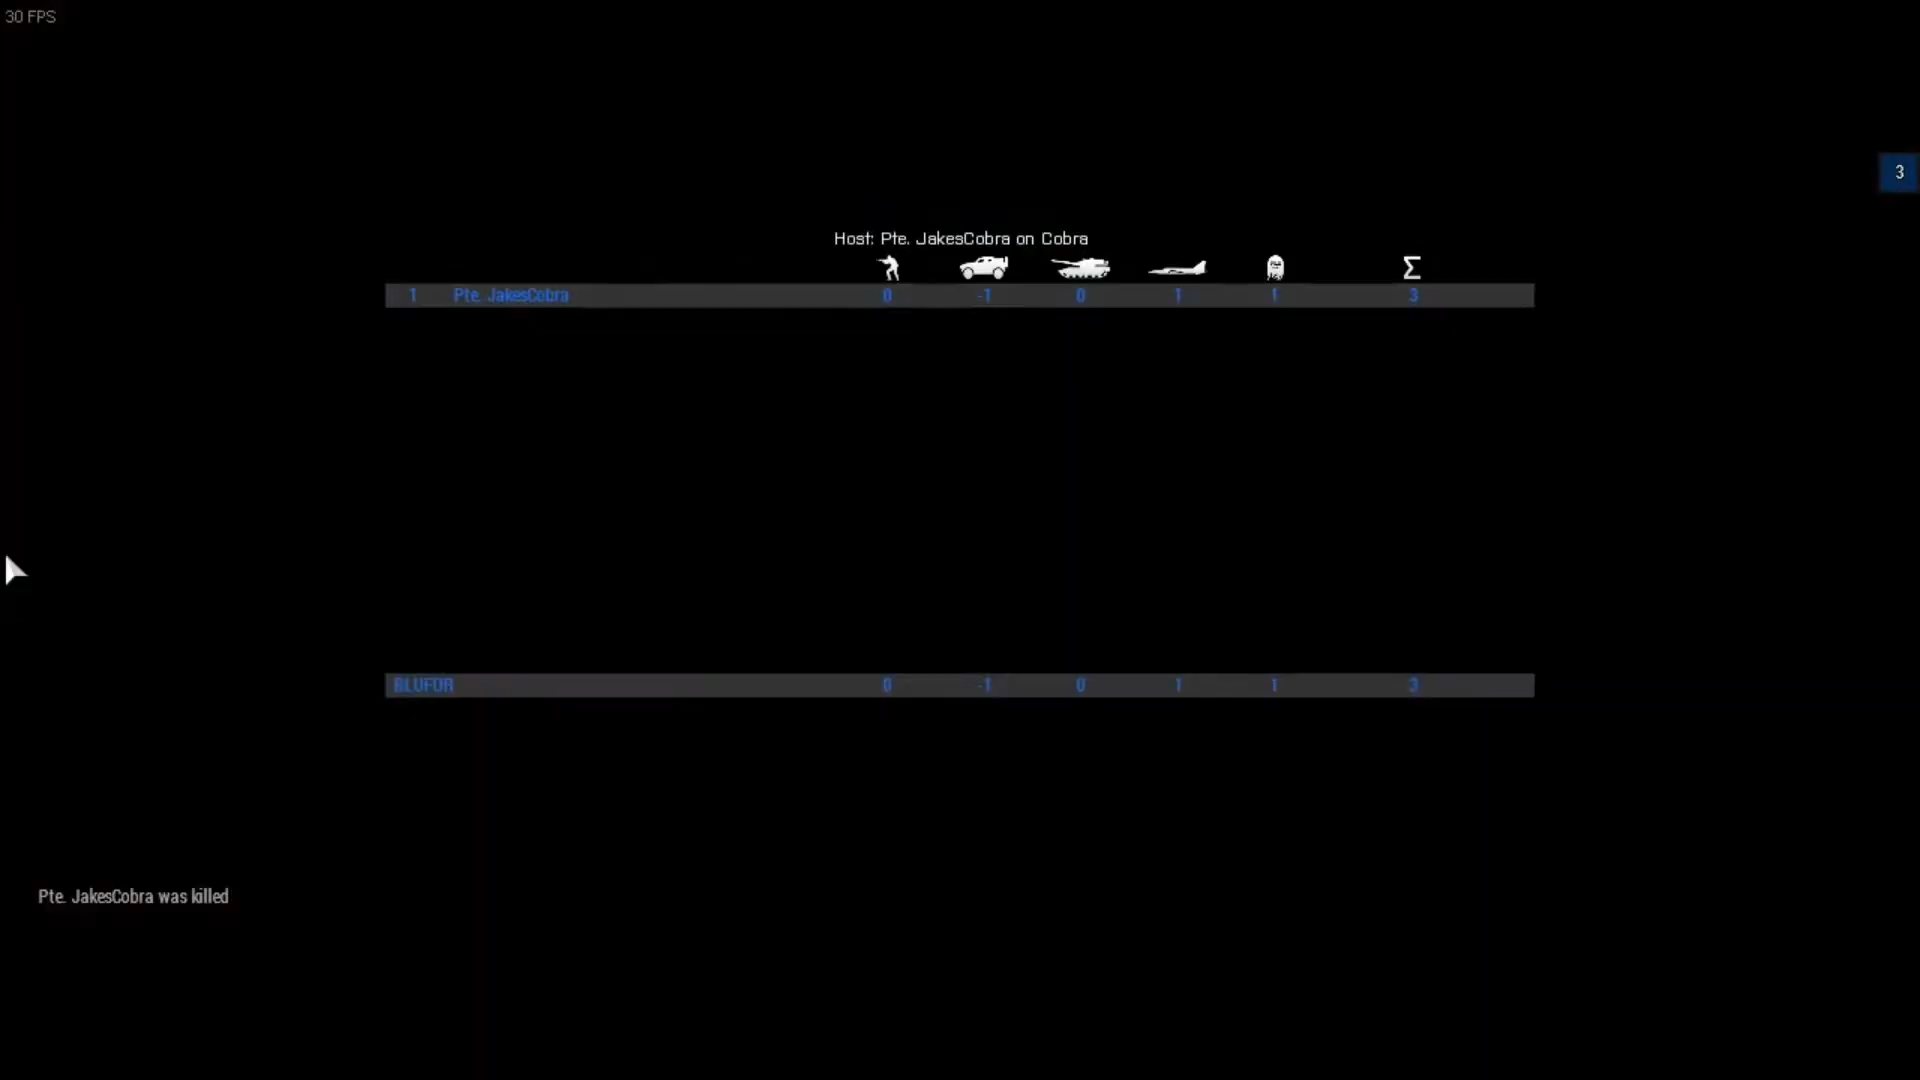 30 FPS
3
Host: Pte. JakesCobra on Cobra
Σ
1 Pte. JakesCobra 0 -1 0 1 1 3
BLUFOR 0 -1 0 1 1 3
Pte. JakesCobra was killed